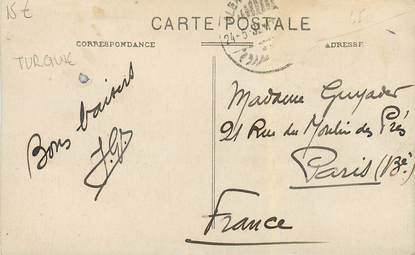 15€
CARTE POSTALE
CORRESPONDANCE
ADRESSE
TURQUIE
Bons baisers
J.G.
Madame Guyader
21 Rue du Moulin des Prés
Paris (13e)
France